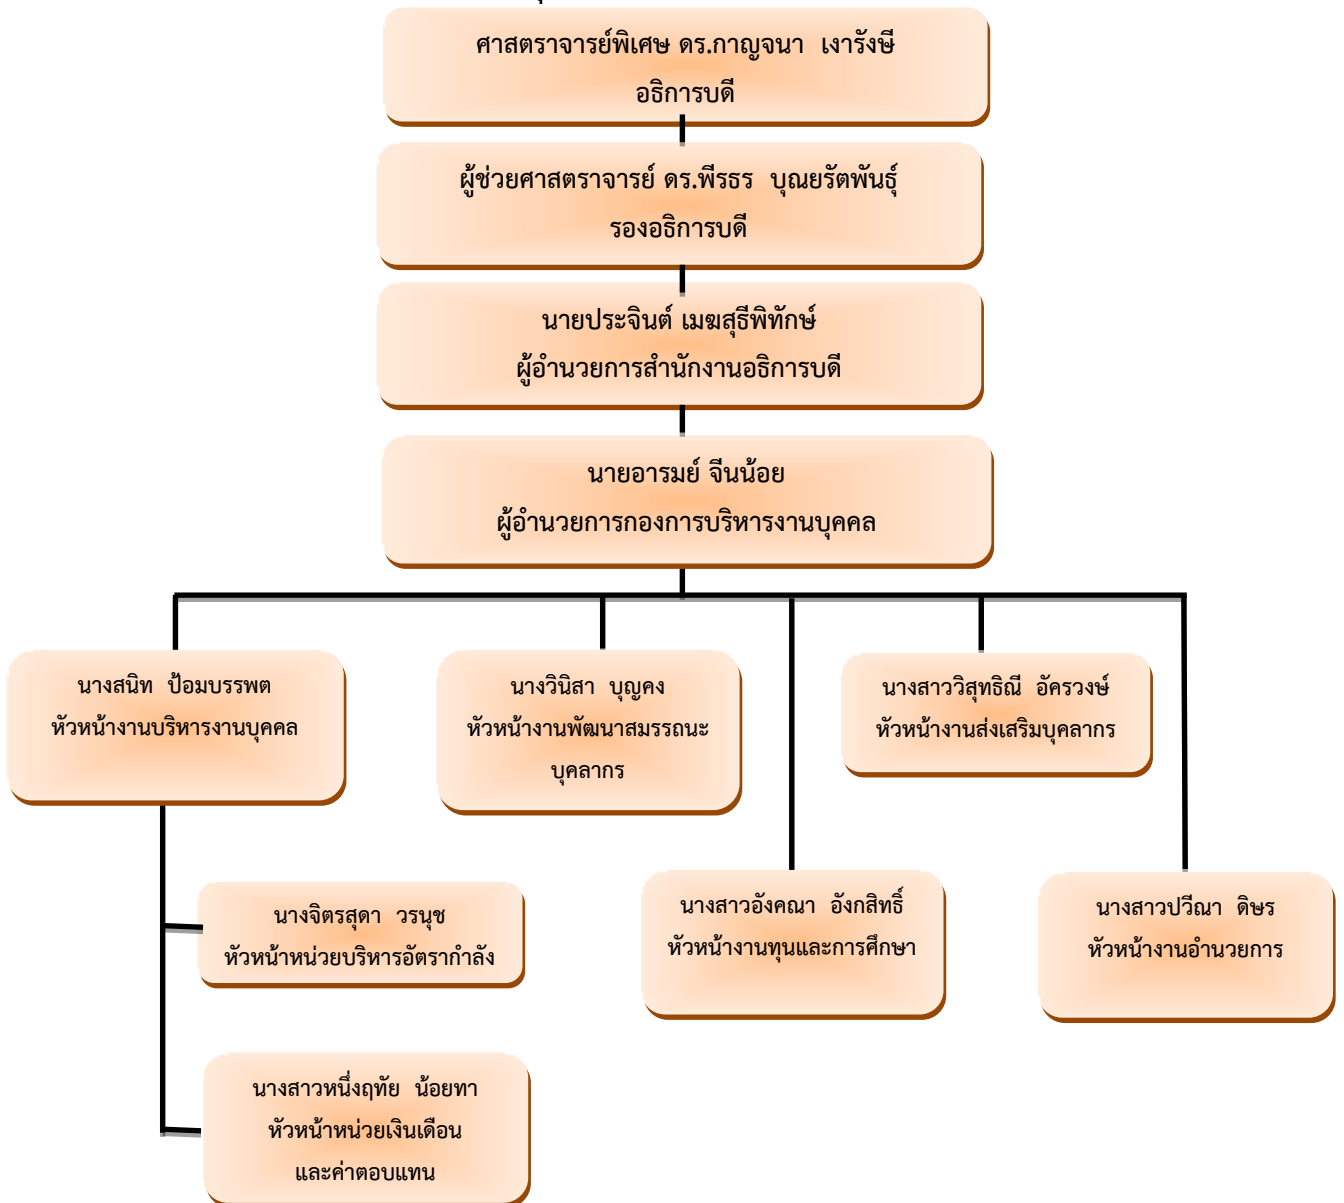 ศาสตราจารย์พิเศษ ดร.กาญจนา เงารังษี
อธิการบดี
ผู้ช่วยศาสตราจารย์ ดร.พีรธร บุณยรัตพันธุ์
รองอธิการบดี
นายประจินต์ เมฆสุธีพิทักษ์
ผู้อำนวยการสำนักงานอธิการบดี
นายอารมย์ จีนน้อย
ผู้อำนวยการกองการบริหารงานบุคคล
นางสนิท ป้อมบรรพต
หัวหน้างานบริหารงานบุคคล
นางวินิสา บุญคง
หัวหน้างานพัฒนาสมรรถนะ
บุคลากร
นางสาววิสุทธิณี อัครวงษ์
หัวหน้างานส่งเสริมบุคลากร
นางจิตรสุดา วรนุช
หัวหน้าหน่วยบริหารอัตรากำลัง
นางสาวอังคณา อังกสิทธิ์
หัวหน้างานทุนและการศึกษา
นางสาวปวีณา ดิษร
หัวหน้างานอำนวยการ
นางสาวหนึ่งฤทัย น้อยทา
หัวหน้าหน่วยเงินเดือน
และค่าตอบแทน